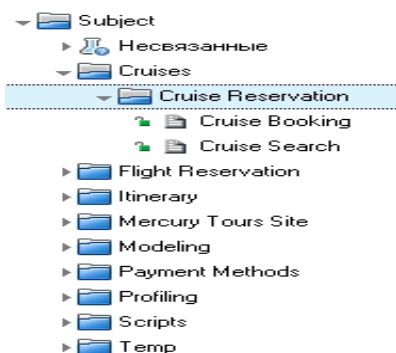 Subject
Несвязанные
Cruises
Cruise Reservation
Cruise Booking
Cruise Search
Flight Reservation
Itinerary
Mercury Tours Site
Modeling
Payment Methods
Profiling
Scripts
Temp